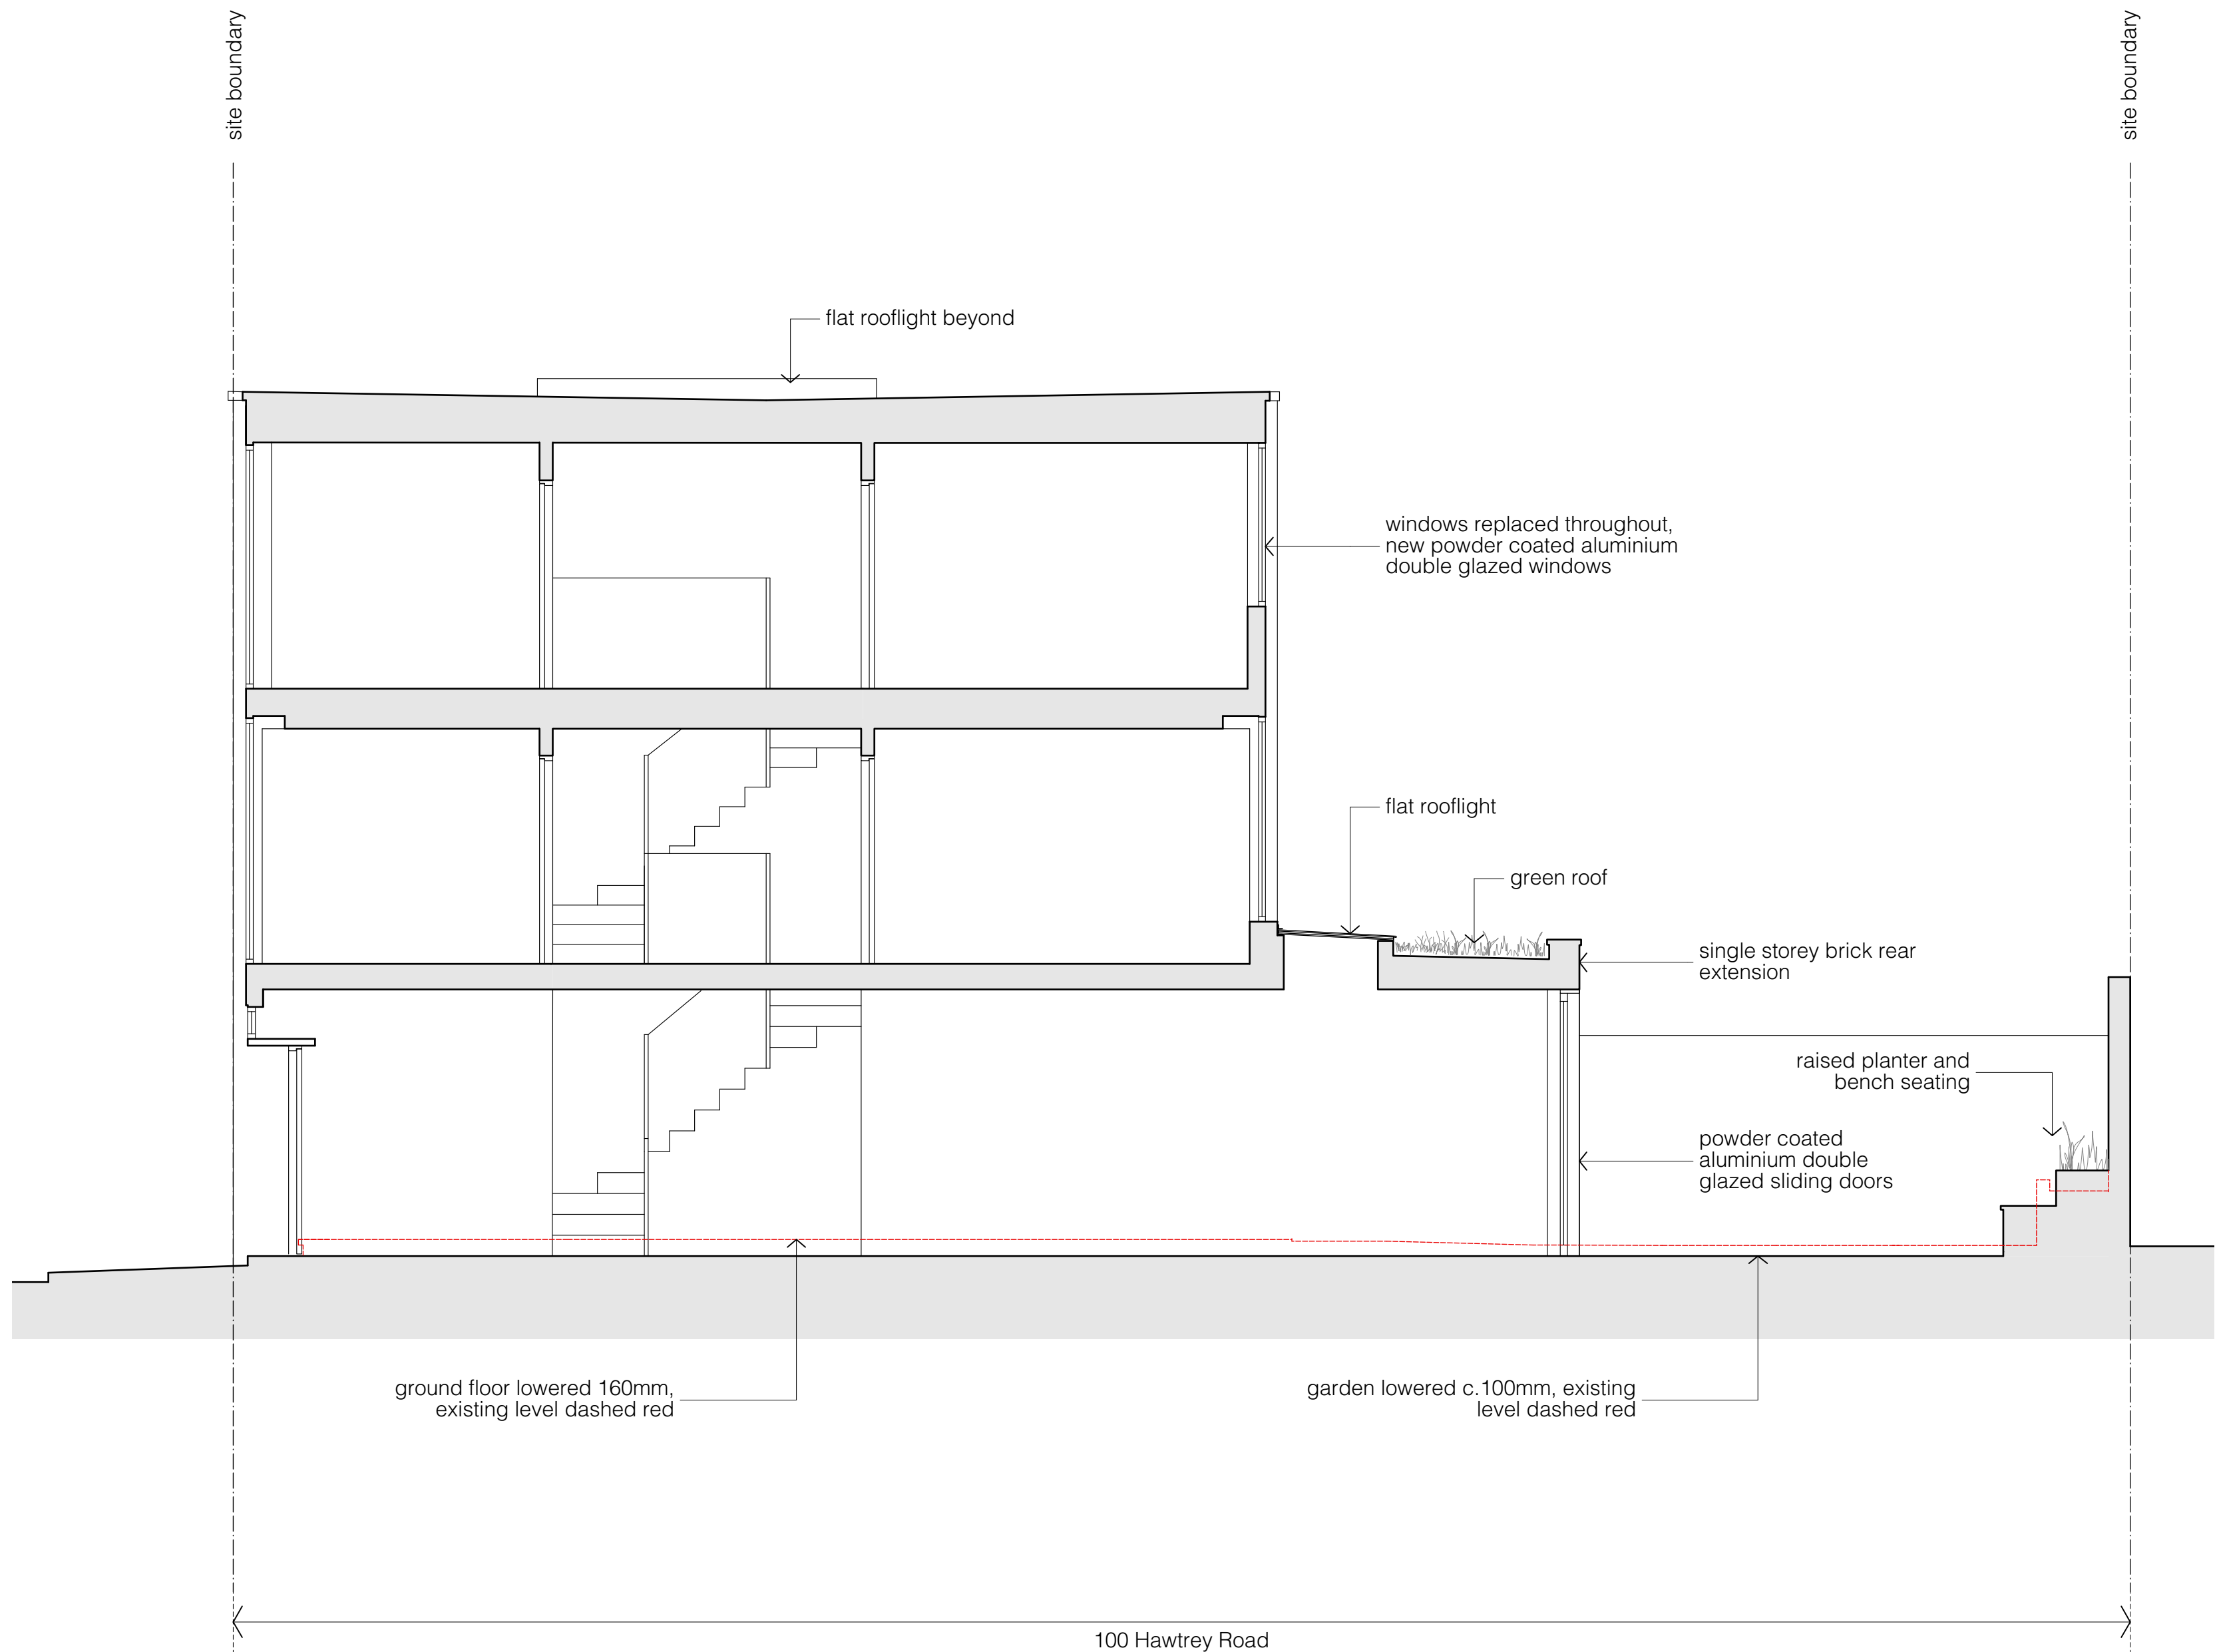 site boundary
site boundary
flat rooflight beyond
windows replaced throughout,
new powder coated aluminium
double glazed windows
flat rooflight
green roof
single storey brick rear
extension
raised planter and
bench seating
powder coated
aluminium double
glazed sliding doors
ground floor lowered 160mm,
existing level dashed red
garden lowered c.100mm, existing
level dashed red
100 Hawtrey Road